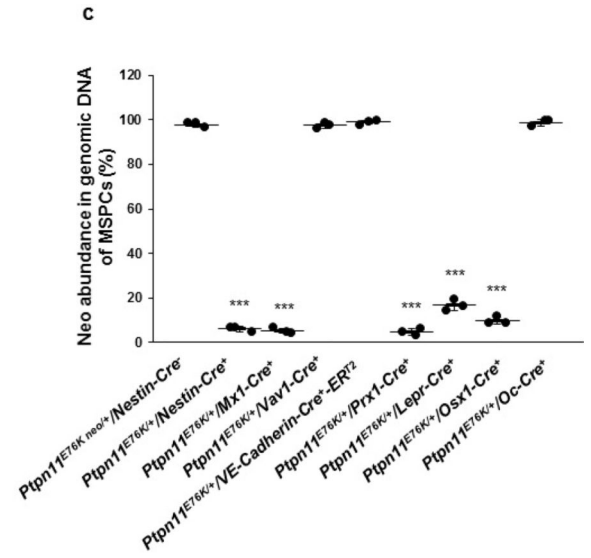 C
Neo abundance in genomic DNA
of MSPCs (%)
120
100
80
60
40
20
0
***
***
***
***
***
Ptpn11E76K neo/+/Nestin-Cre-
Ptpn11E76K/+/Nestin-Cre+
Ptpn11E76K/+/Mx1-Cre+
Ptpn11E76K/+/Vav1-Cre+
Ptpn11E76K/+/VE-Cadherin-Cre+-ERT2
Ptpn11E76K/+/Prx1-Cre+
Ptpn11E76K/+/Lepr-Cre+
Ptpn11E76K/+/Osx1-Cre+
Ptpn11E76K/+/Oc-Cre+